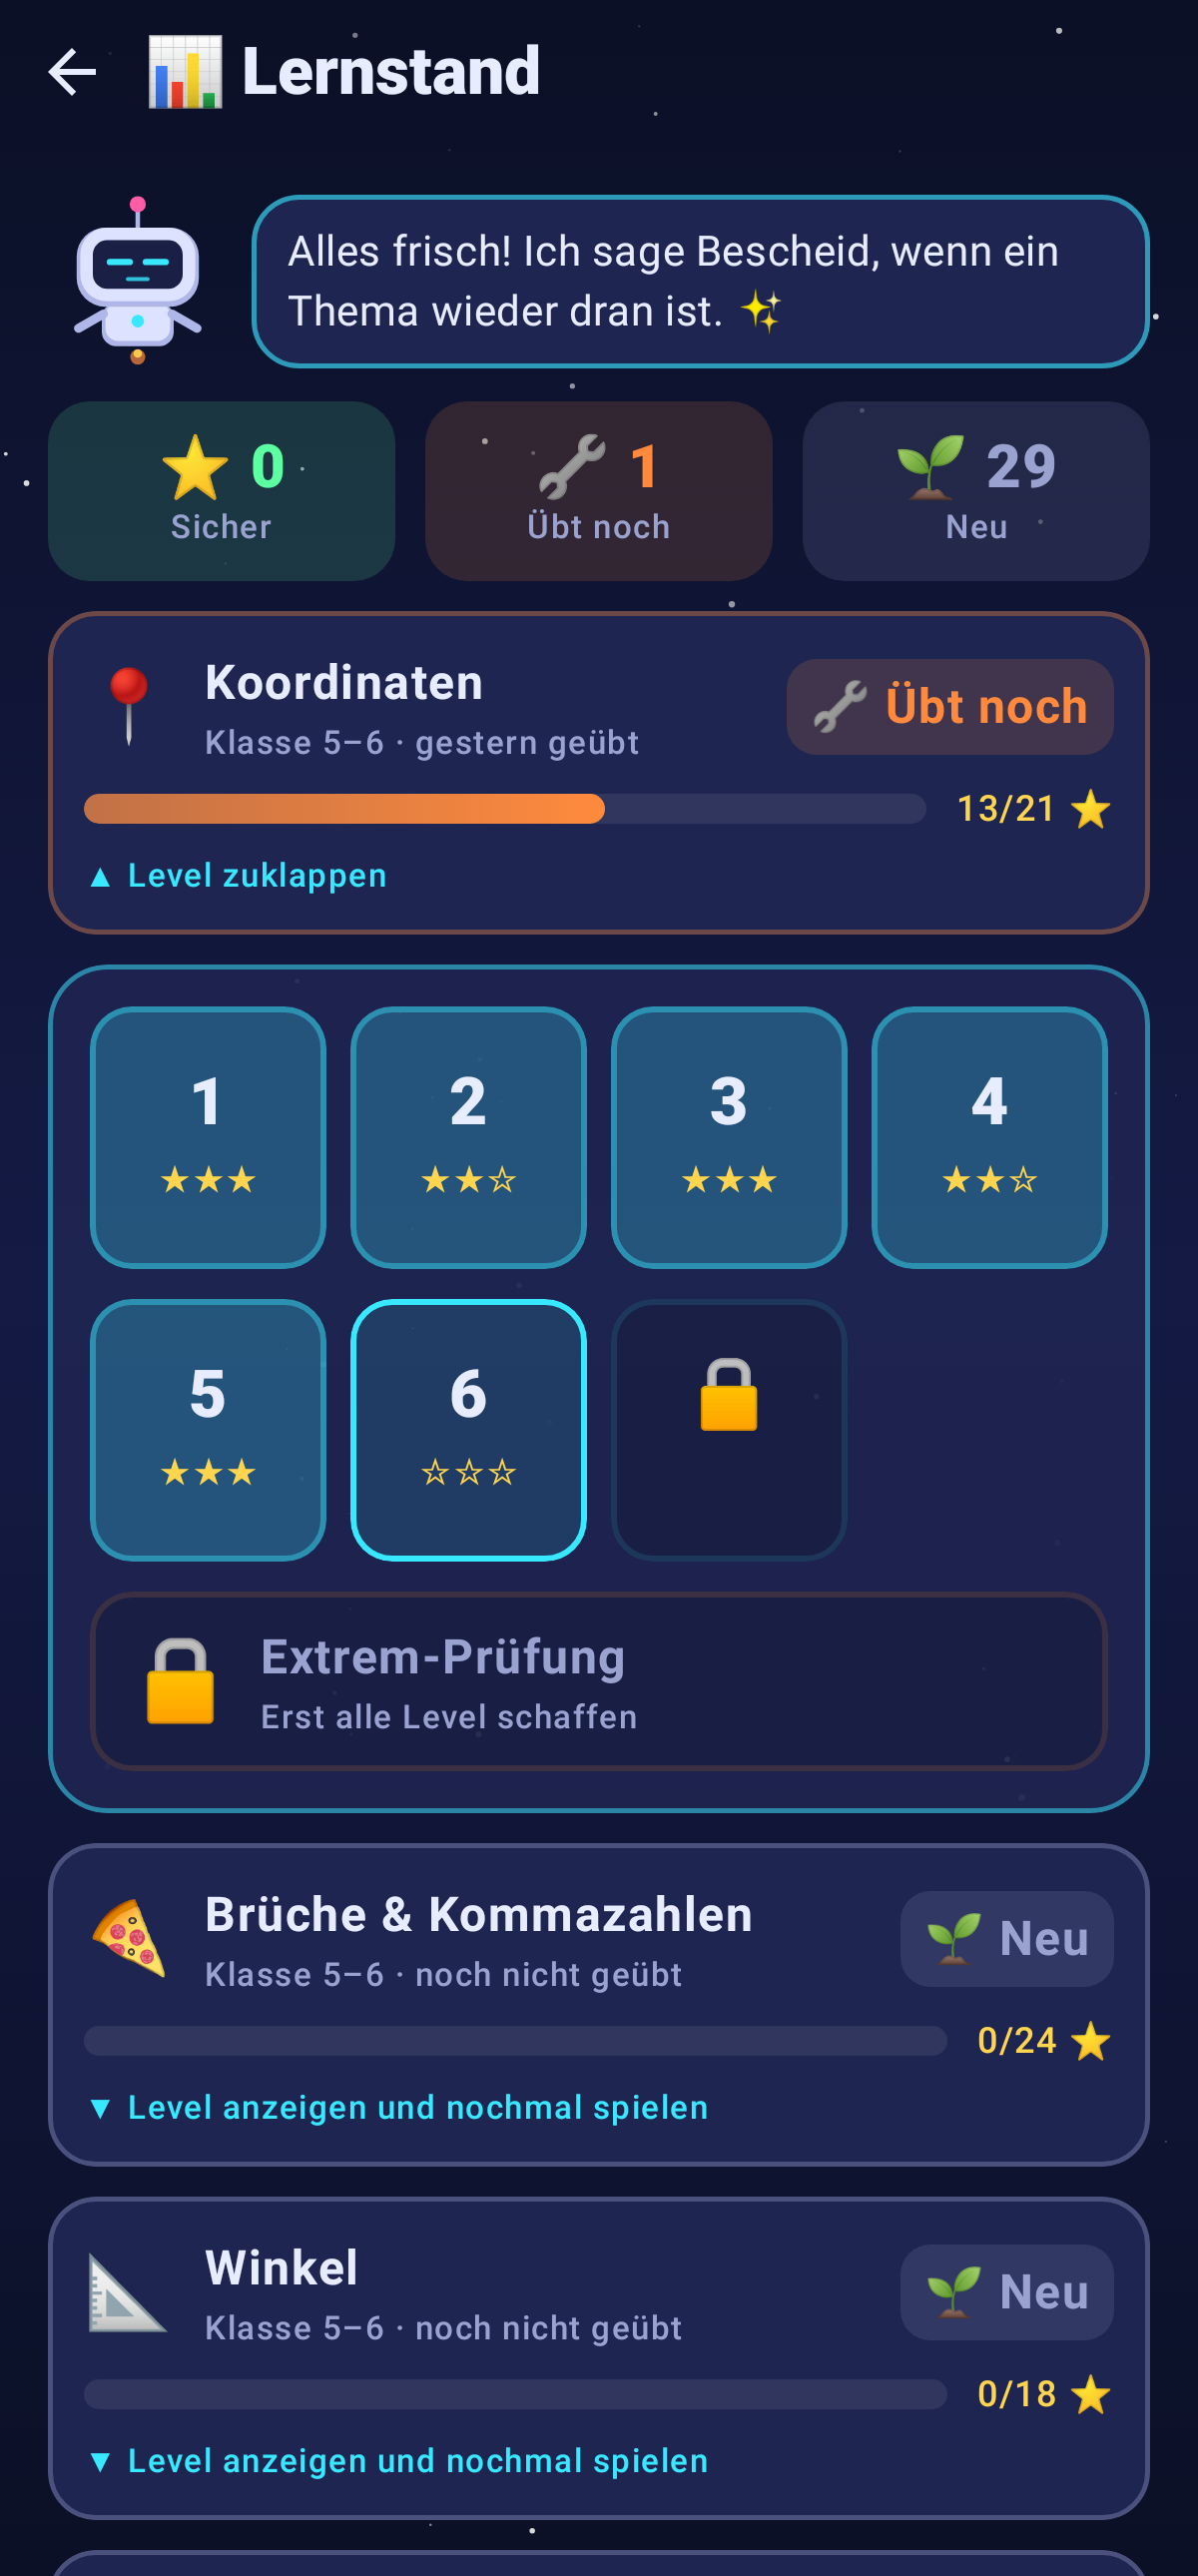 Lernstand
Alles frisch! Ich sage Bescheid, wenn ein
Thema wieder dran ist. ✨
0
Sicher
1
Übt noch
29
Neu
Koordinaten
Klasse 5–6 · gestern geübt
Übt noch
13/21
▲ Level zuklappen
1
★★★
2
★★☆
3
★★★
4
★★☆
5
★★★
6
☆☆☆
Extrem-Prüfung
Erst alle Level schaffen
Brüche & Kommazahlen
Klasse 5–6 · noch nicht geübt
Neu
0/24
▼ Level anzeigen und nochmal spielen
Winkel
Klasse 5–6 · noch nicht geübt
Neu
0/18
▼ Level anzeigen und nochmal spielen